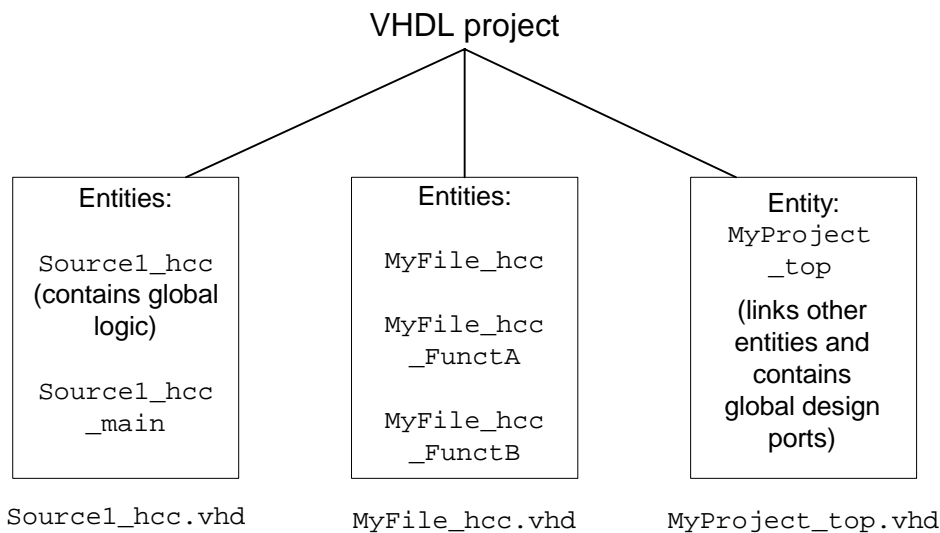 VHDL project
Entities:
Source1_hcc
(contains global
logic)
Source1_hcc
_main
Source1_hcc.vhd
Entities:
MyFile_hcc
MyFile_hcc
_FunctA
MyFile_hcc
_FunctB
MyFile_hcc.vhd
Entity:
MyProject
_top
(links other
entities and
contains
global design
ports)
MyProject_top.vhd